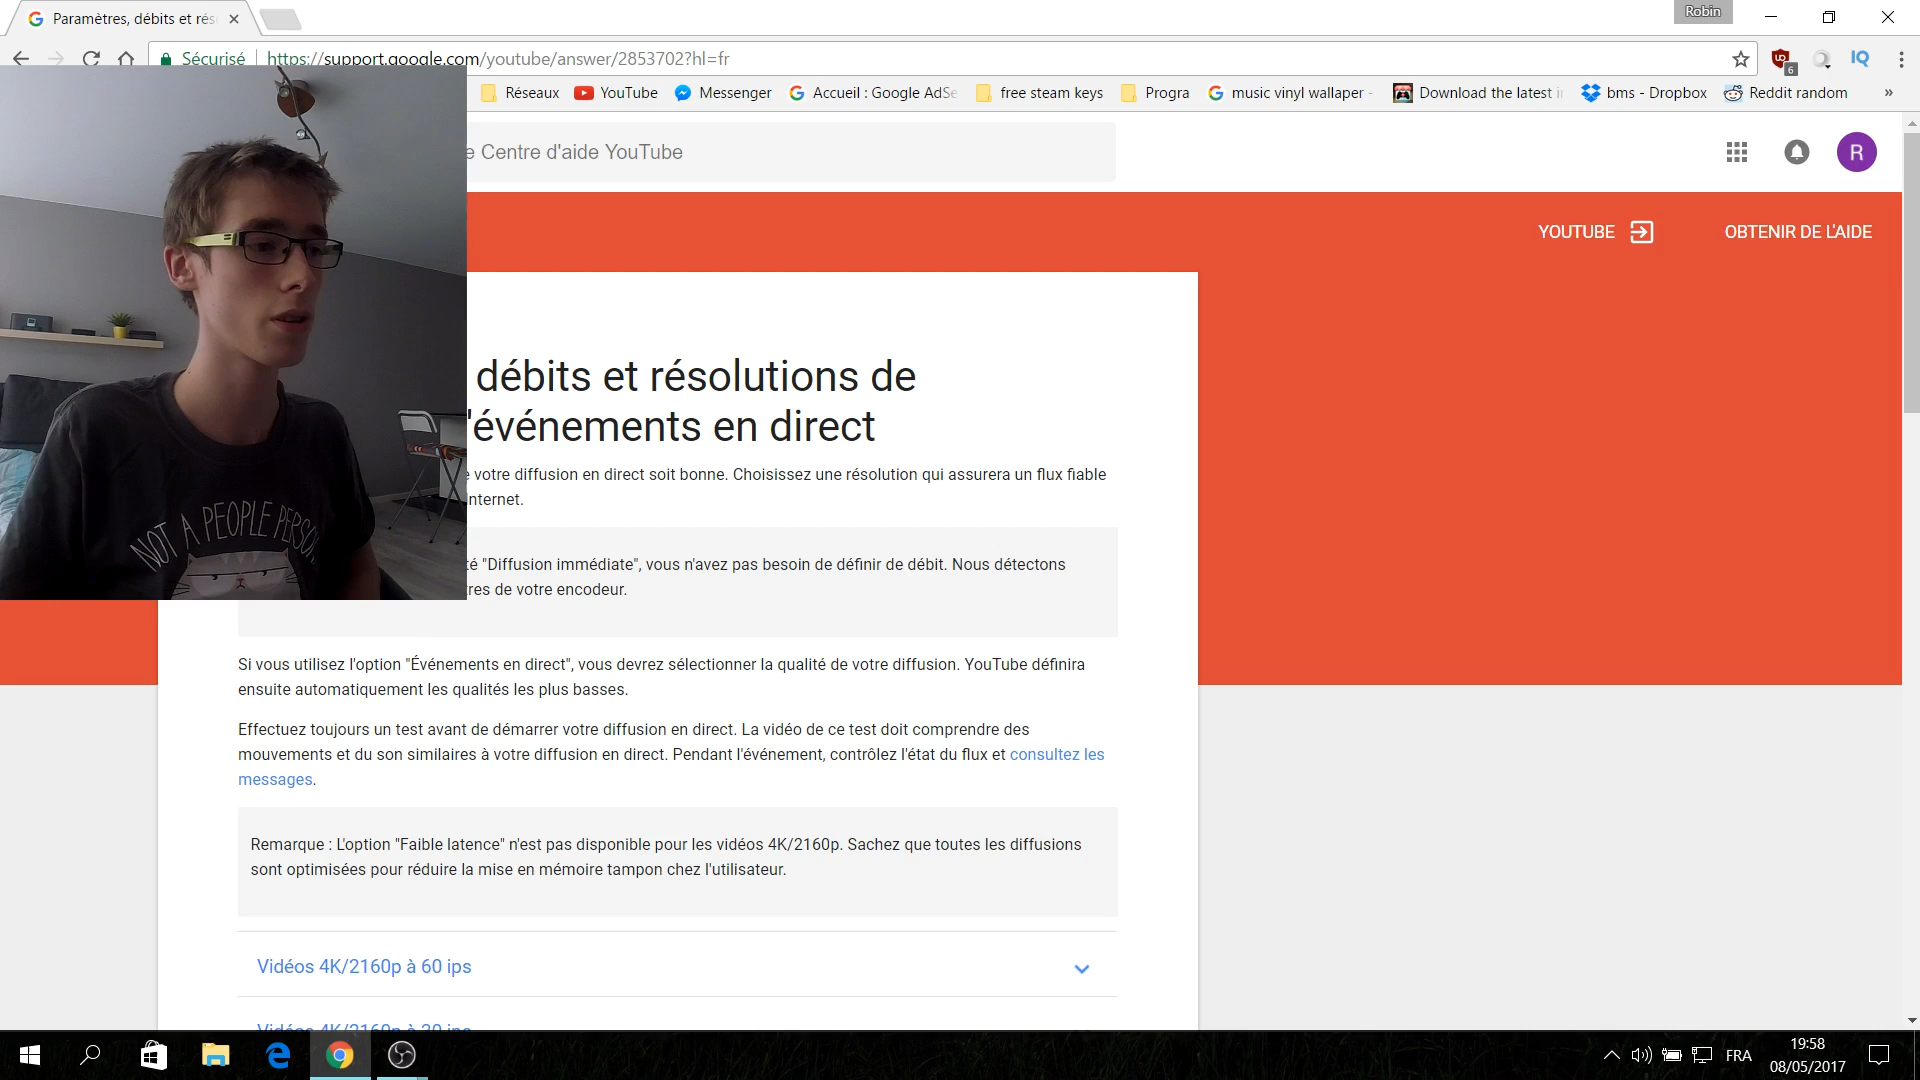 Paramètres, débits et rés
Robin
Sécurisé https://support.google.com/youtube/answer/2853702?hl=fr
6
IQ
Réseaux YouTube Messenger Accueil : Google AdSe free steam keys Progra music vinyl wallaper - Download the latest i bms - Dropbox Reddit random »
e Centre d'aide YouTube
R
YOUTUBE OBTENIR DE L'AIDE
débits et résolutions de
'événements en direct
e votre diffusion en direct soit bonne. Choisissez une résolution qui assurera un flux fiable
nternet.
té "Diffusion immédiate", vous n'avez pas besoin de définir de débit. Nous détectons
tres de votre encodeur.
NOT A PEOPLE PERSON
Si vous utilisez l'option "Événements en direct", vous devrez sélectionner la qualité de votre diffusion. YouTube définira
ensuite automatiquement les qualités les plus basses.
Effectuez toujours un test avant de démarrer votre diffusion en direct. La vidéo de ce test doit comprendre des
mouvements et du son similaires à votre diffusion en direct. Pendant l'événement, contrôlez l'état du flux et consultez les
messages.
Remarque : L'option "Faible latence" n'est pas disponible pour les vidéos 4K/2160p. Sachez que toutes les diffusions
sont optimisées pour réduire la mise en mémoire tampon chez l'utilisateur.
Vidéos 4K/2160p à 60 ips
Vidéos 4K/2160p à 30 ips
FRA
19:58
08/05/2017